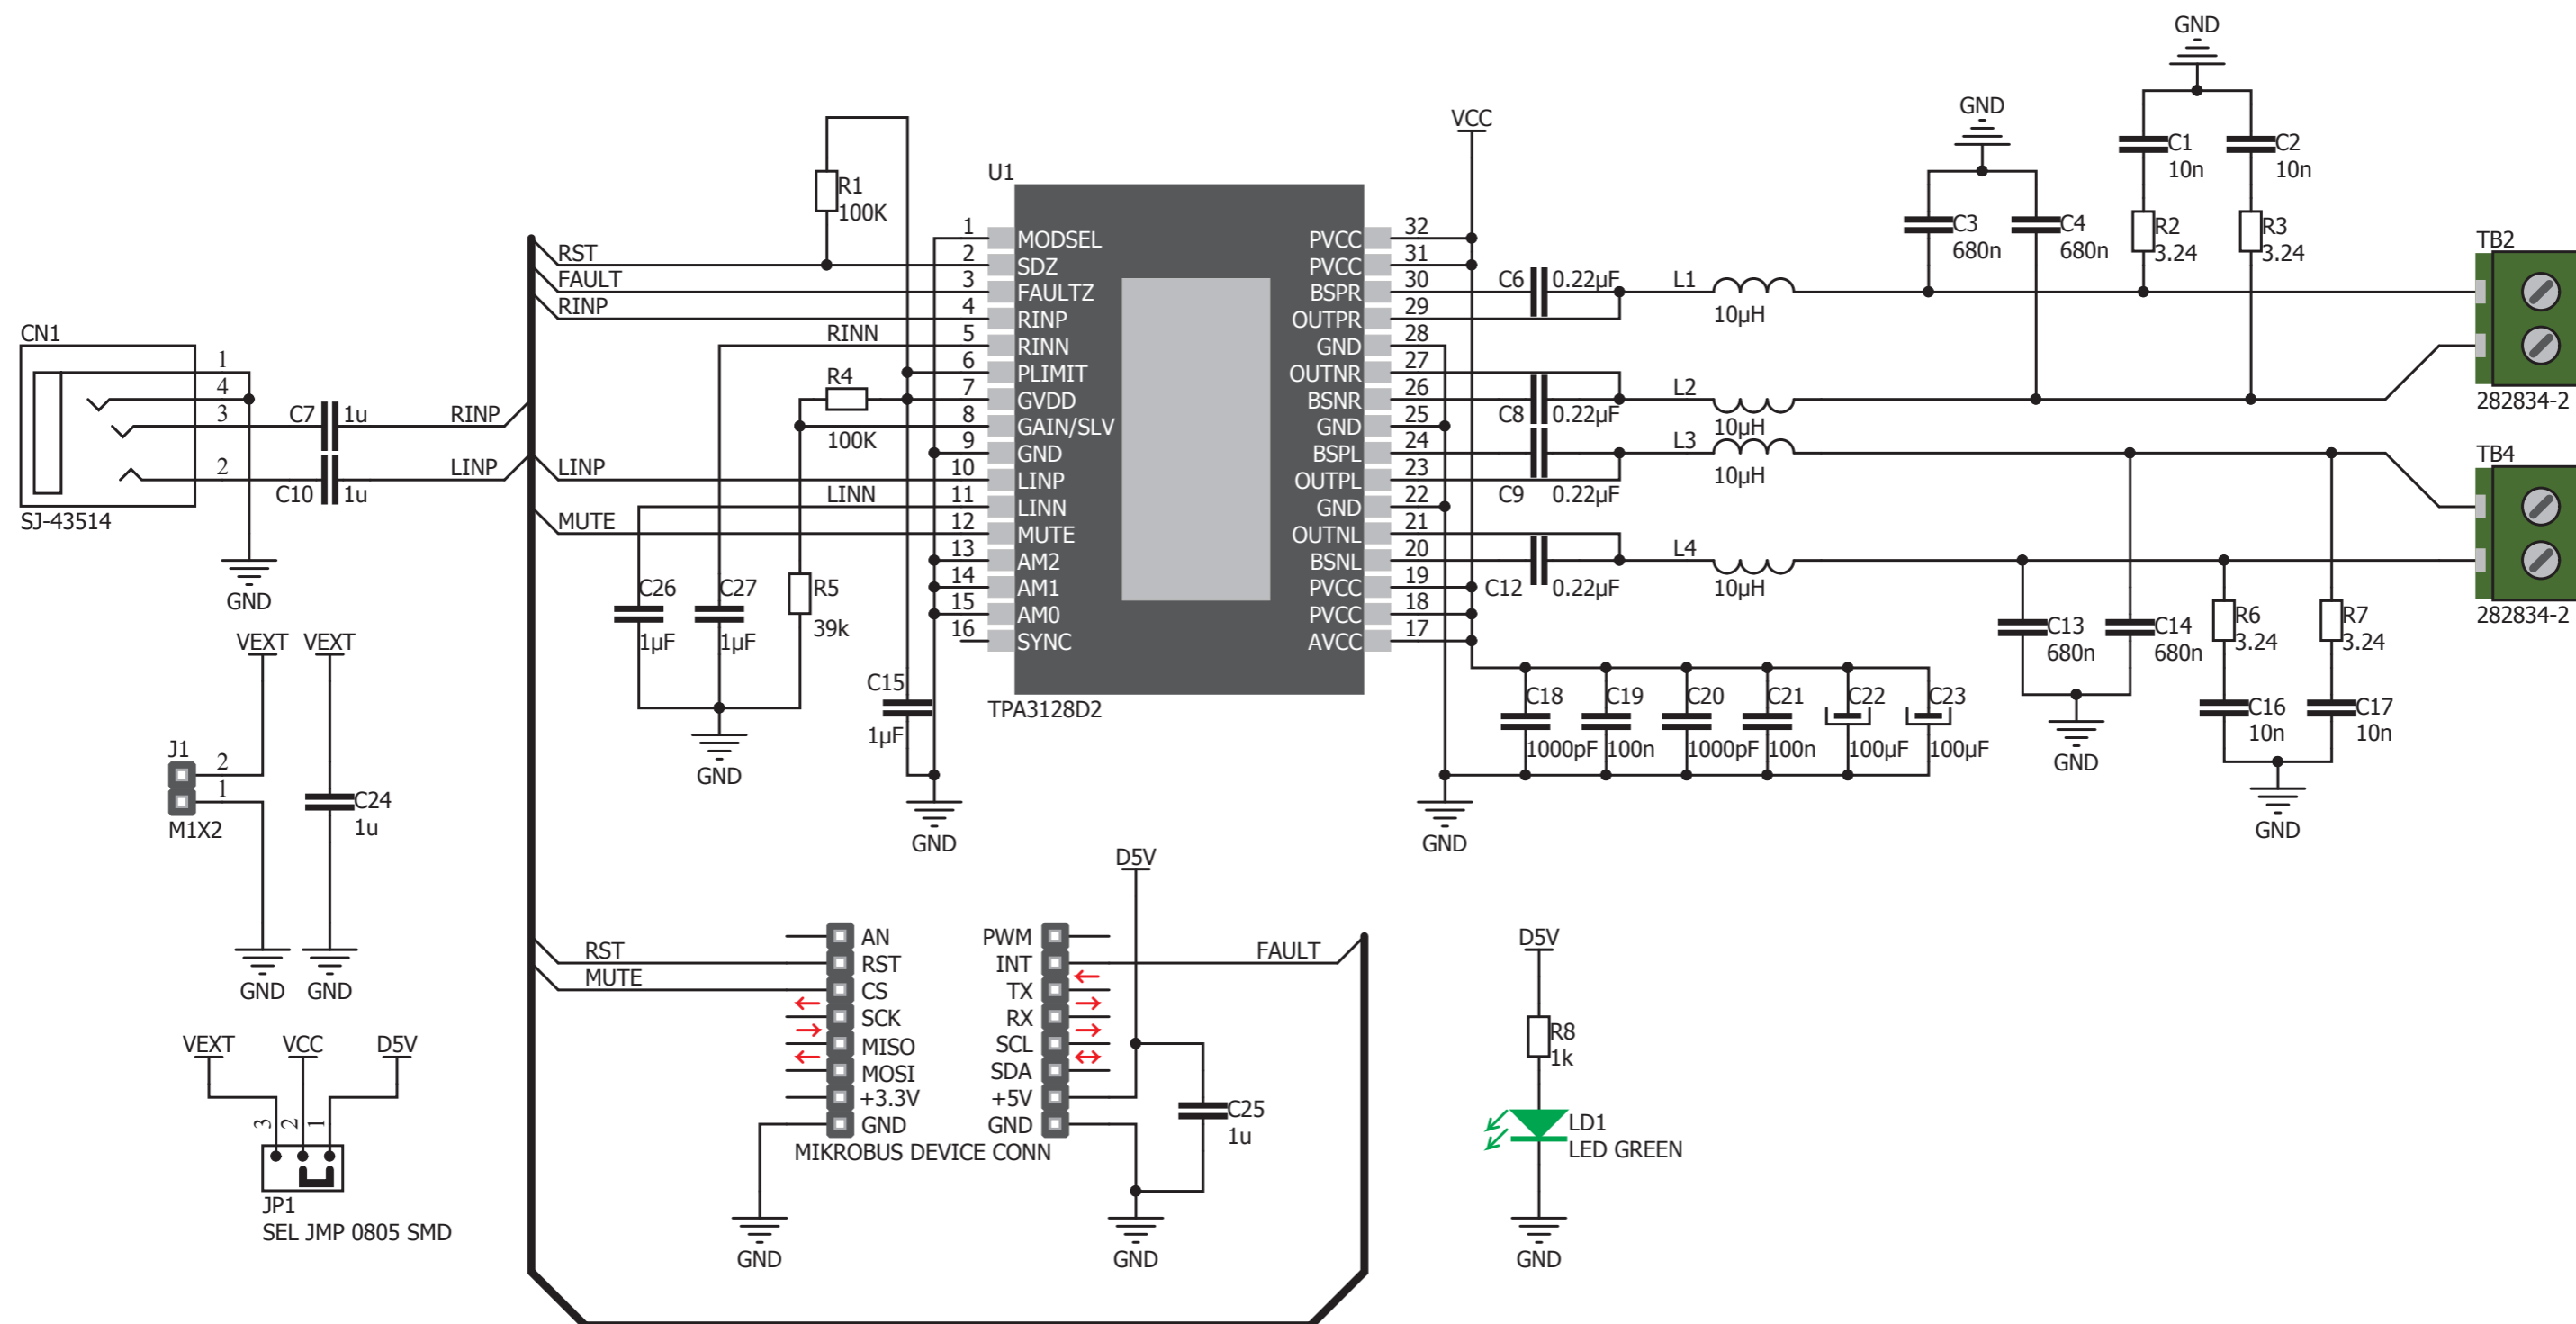 GND
GND
C1
10n
C2
10n
VCC
U1
R1
100K
C3
680n
C4
680n
R2
3.24
R3
3.24
TB2
282834-2
RST
FAULT
RINP
RINN
R4
100K
LINP
LINN
MUTE
1 MODSEL
2 SDZ
3 FAULTZ
4 RINP
5 RINN
6 PLIMIT
7 GVDD
8 GAIN/SLV
9 GND
10 LINP
11 LINN
12 MUTE
13 AM2
14 AM1
15 AM0
16 SYNC
PVCC 32
PVCC 31
BSPR 30
OUTPR 29
GND 28
OUTNR 27
BSNR 26
GND 25
BSPL 24
OUTPL 23
GND 22
OUTNL 21
BSNL 20
PVCC 19
PVCC 18
AVCC 17
TPA3128D2
C6 0.22µF
L1
10µH
C8 0.22µF
L2
10µH
C9 0.22µF
L3
10µH
C12 0.22µF
L4
10µH
TB4
282834-2
CN1
1
4
3
2
SJ-43514
C7 1u
RINP
C10 1u
LINP
GND
C26
1µF
C27
1µF
R5
39k
GND
C15
1µF
GND
C18
1000pF
C19
100n
C20
1000pF
C21
100n
C22
100µF
C23
100µF
GND
C13
680n
C14
680n
GND
R6
3.24
R7
3.24
C16
10n
C17
10n
GND
VEXT
VEXT
J1
2
1
M1X2
C24
1u
GND
GND
VEXT
VCC
D5V
3
2
1
JP1
SEL JMP 0805 SMD
D5V
RST
MUTE
AN
RST
CS
SCK
MISO
MOSI
+3.3V
GND
PWM
INT
TX
RX
SCL
SDA
+5V
GND
MIKROBUS DEVICE CONN
FAULT
C25
1u
GND
GND
D5V
R8
1k
LD1
LED GREEN
GND